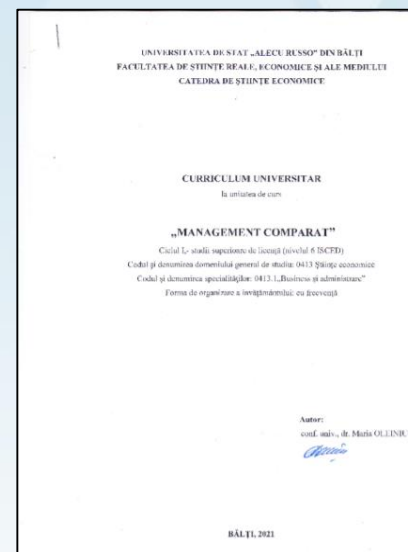 UNIVERSITATEA DE STAT „ALECU RUSSO” DIN BĂLȚI
FACULTATEA DE ȘTIINȚE REALE, ECONOMICE ȘI ALE MEDIULUI
CATEDRA DE ȘTIINȚE ECONOMICE
CURRICULUM UNIVERSITAR
la unitatea de curs
„MANAGEMENT COMPARAT”
Ciclul I,- studii superioare de licență (nivelul 6 ISCED)
Codul și denumirea domeniului general de studiu: 0413 Științe economice
Codul și denumirea specialităților: 0413.1„Business și administrare”
Forma de organizare a învățământului: cu frecvență
Autor:
conf. univ., dr. Maria OLEINIU
BĂLȚI, 2021